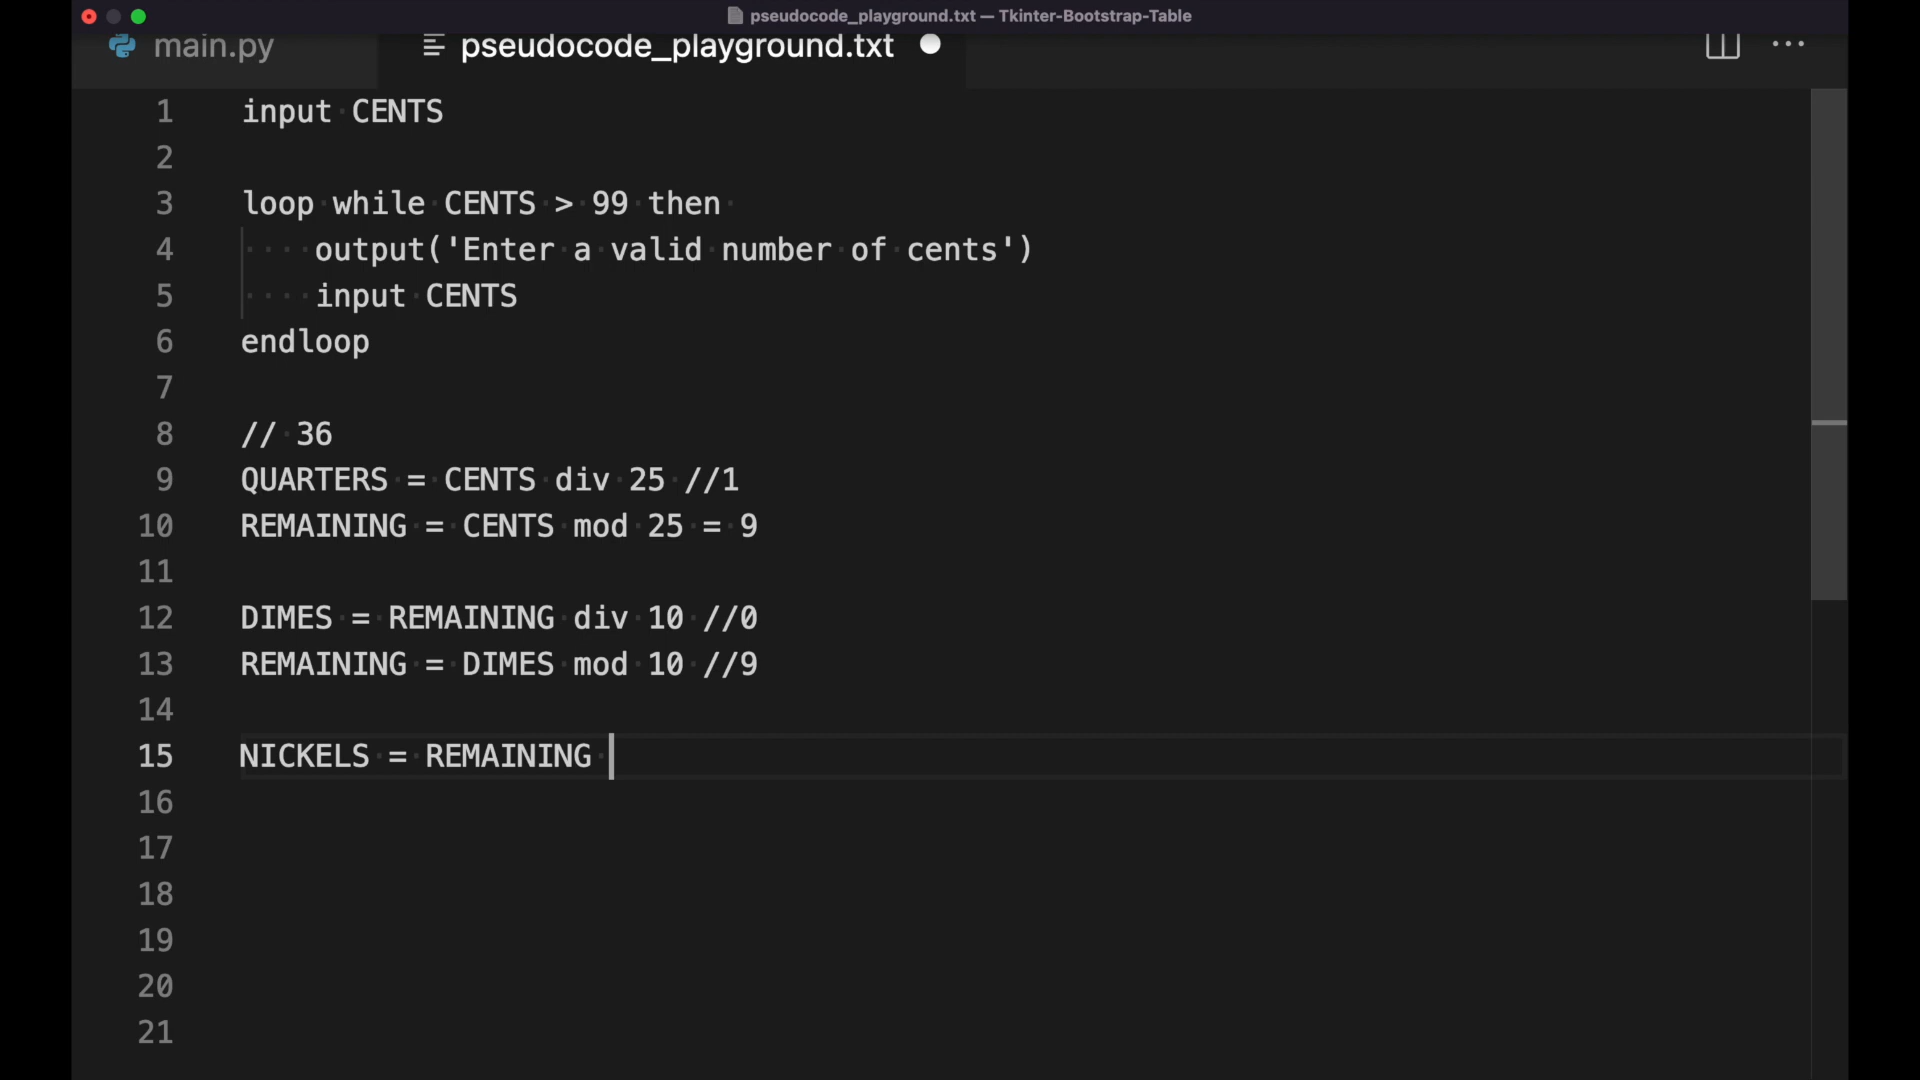 pseudocode_playground.txt — Tkinter-Bootstrap-Table
main.py pseudocode_playground.txt
1 input CENTS
2
3 loop while CENTS > 99 then
4 output('Enter a valid number of cents')
5 input CENTS
6 endloop
7
8 // 36
9 QUARTERS = CENTS div 25 //1
10 REMAINING = CENTS mod 25 = 9
11
12 DIMES = REMAINING div 10 //0
13 REMAINING = DIMES mod 10 //9
14
15 NICKELS = REMAINING
16
17
18
19
20
21